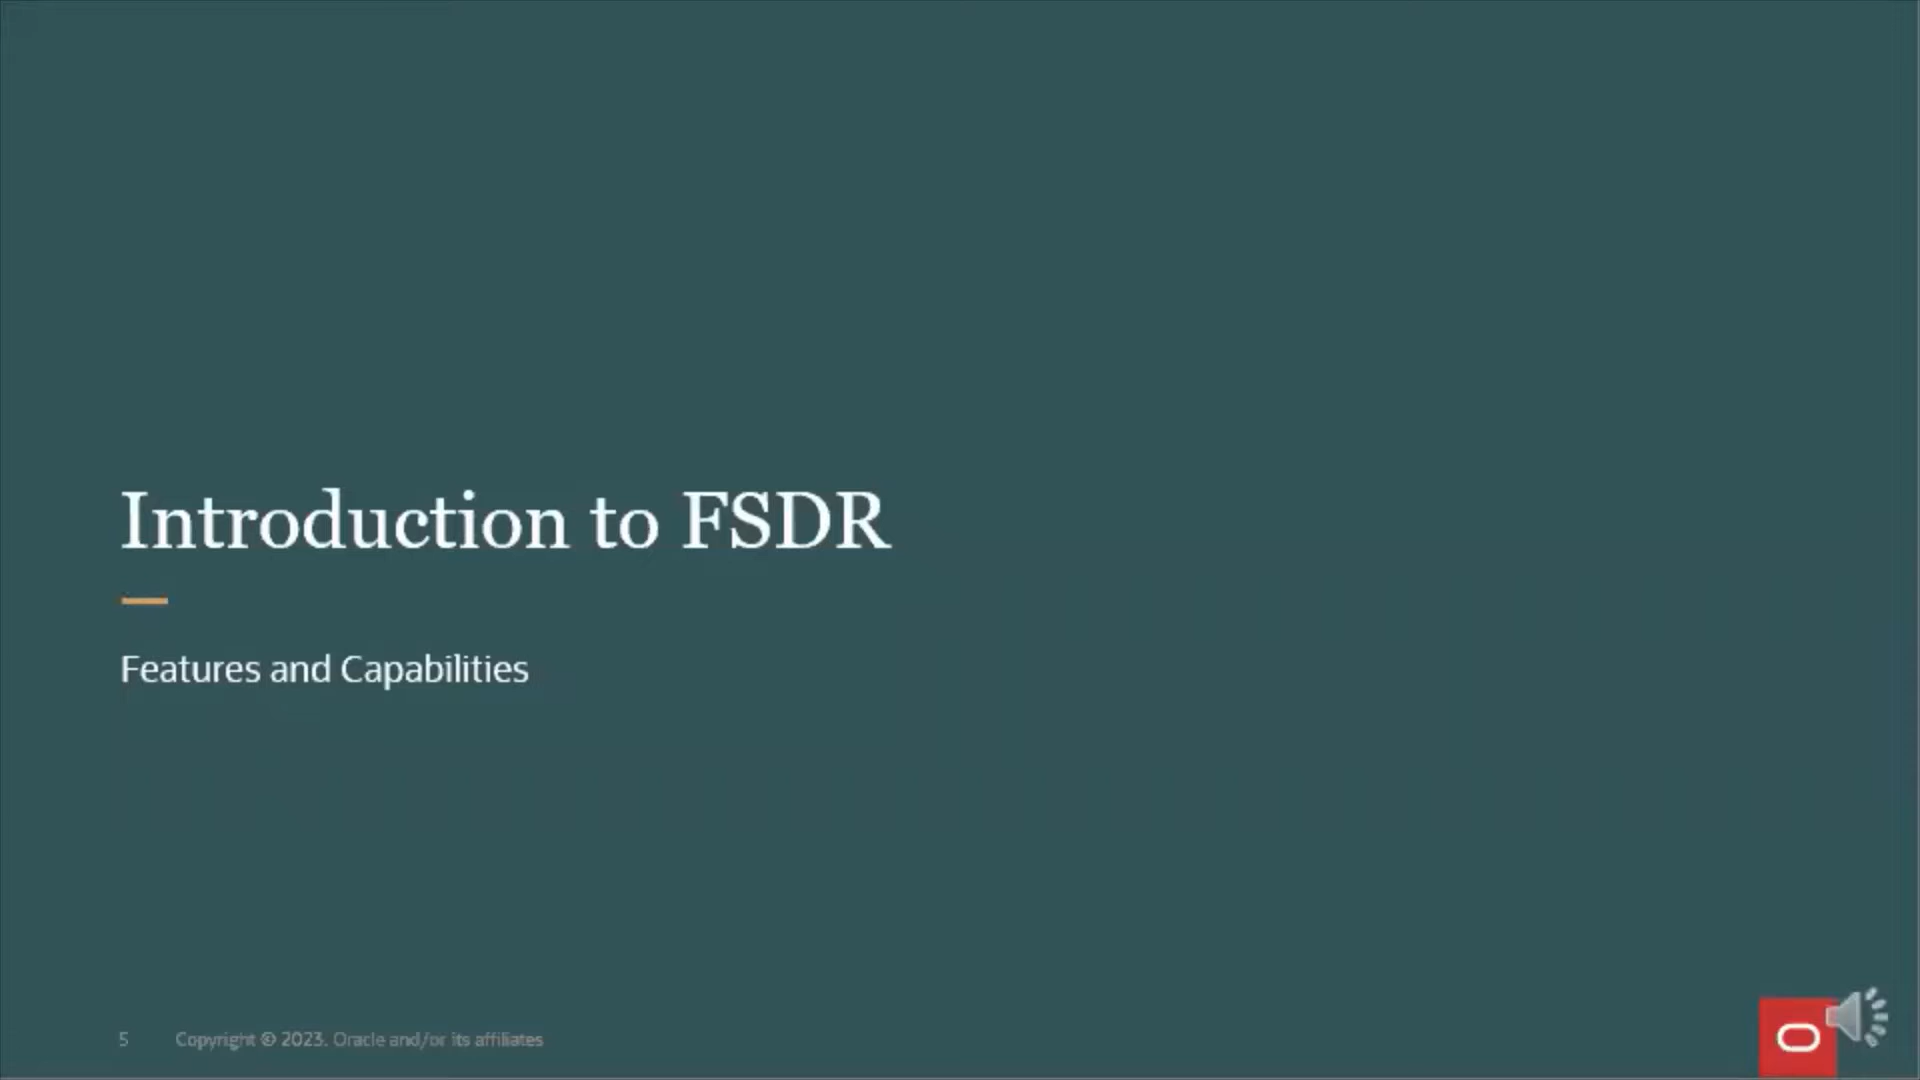 Introduction to FSDR
Features and Capabilities
5 Copyright © 2023. Oracle and/or its affiliates